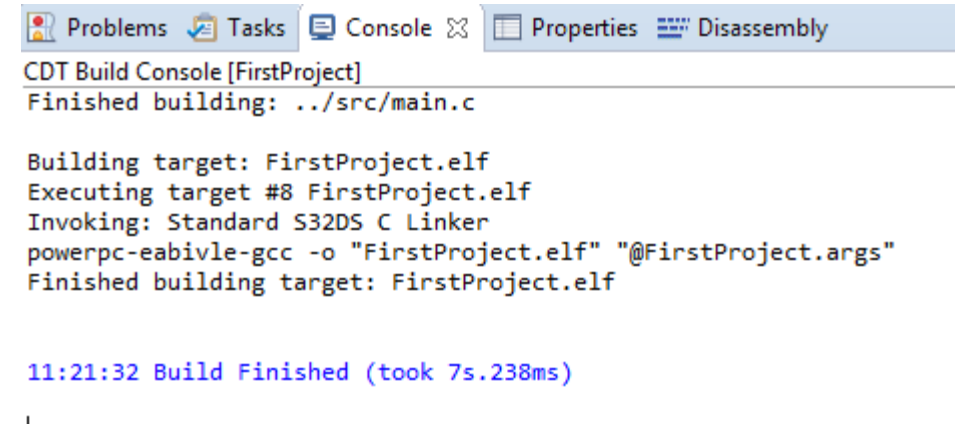 Problems Tasks Console Properties Disassembly
CDT Build Console [FirstProject]
Finished building: ../src/main.c
Building target: FirstProject.elf
Executing target #8 FirstProject.elf
Invoking: Standard S32DS C Linker
powerpc-eabivle-gcc -o "FirstProject.elf" "@FirstProject.args"
Finished building target: FirstProject.elf
11:21:32 Build Finished (took 7s.238ms)